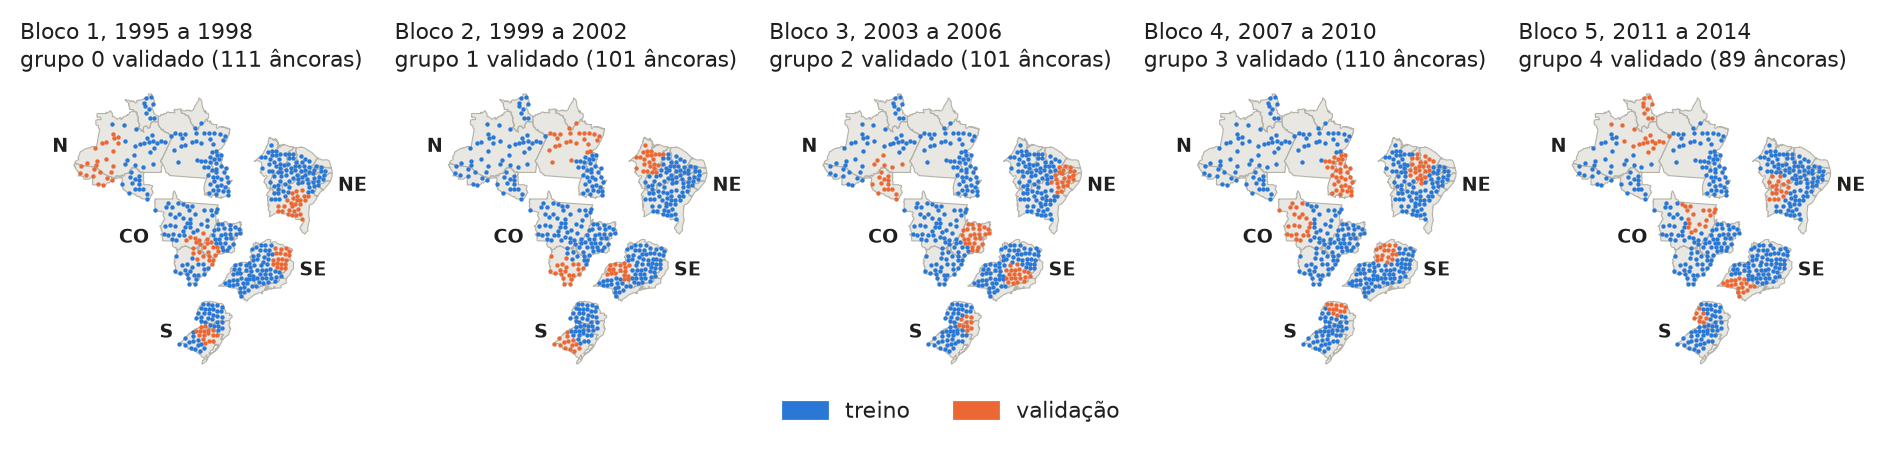 Bloco 1, 1995 a 1998
grupo 0 validado (111 âncoras)
N
NE
CO
SE
S
Bloco 2, 1999 a 2002
grupo 1 validado (101 âncoras)
N
NE
CO
SE
S
Bloco 3, 2003 a 2006
grupo 2 validado (101 âncoras)
N
NE
CO
SE
S
Bloco 4, 2007 a 2010
grupo 3 validado (110 âncoras)
N
NE
CO
SE
S
Bloco 5, 2011 a 2014
grupo 4 validado (89 âncoras)
N
NE
CO
SE
S
treino
validação